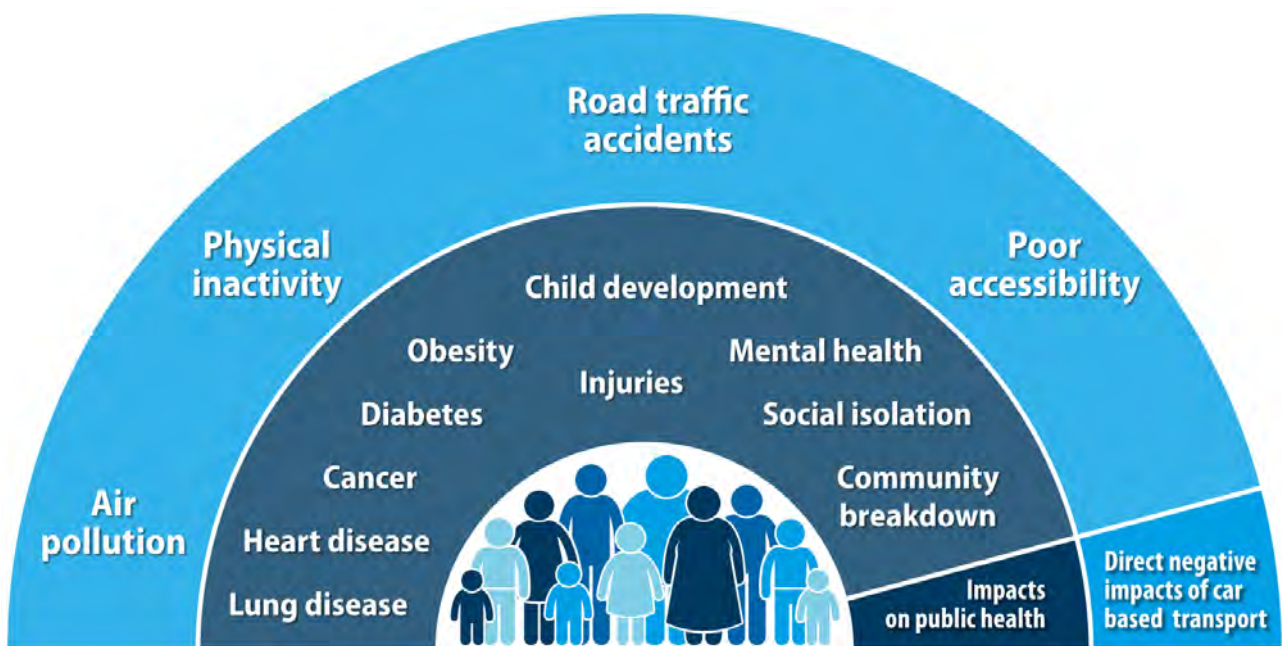 Road traffic
accidents
Physical
inactivity
Poor
accessibility
Air
pollution
Child development
Obesity
Mental health
Injuries
Diabetes
Social isolation
Cancer
Community
breakdown
Heart disease
Lung disease
Impacts
on public health
Direct negative
impacts of car
based transport